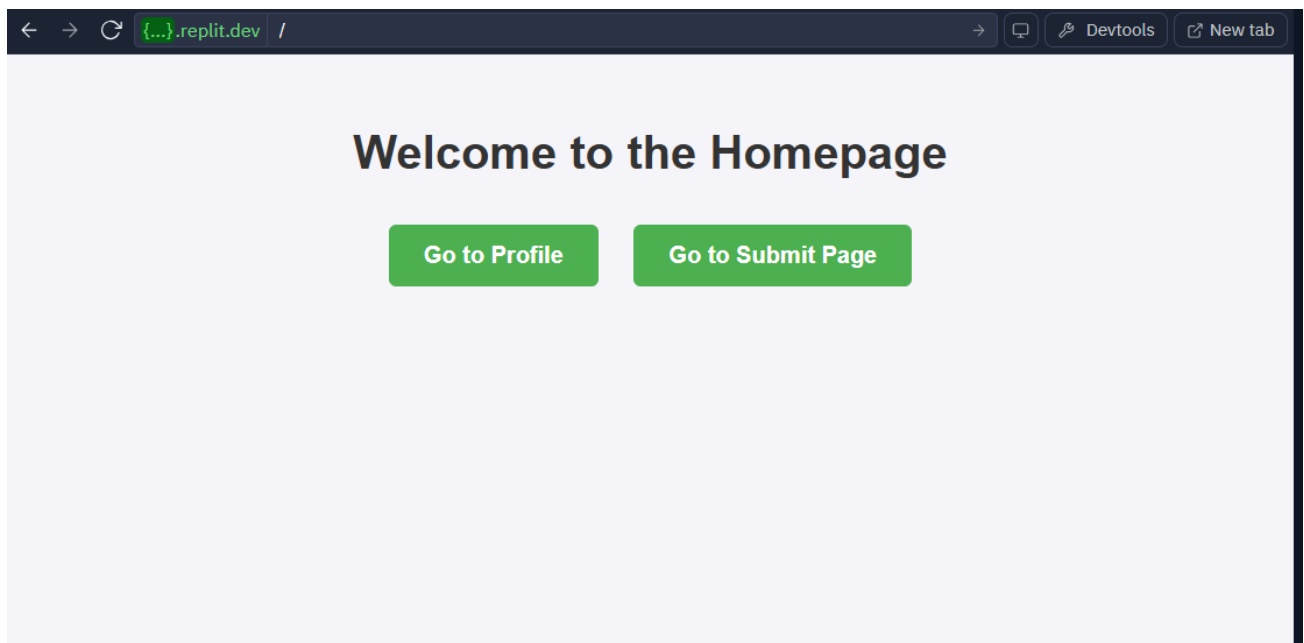 {...}.replit.dev /
Devtools
New tab
Welcome to the Homepage
Go to Profile
Go to Submit Page